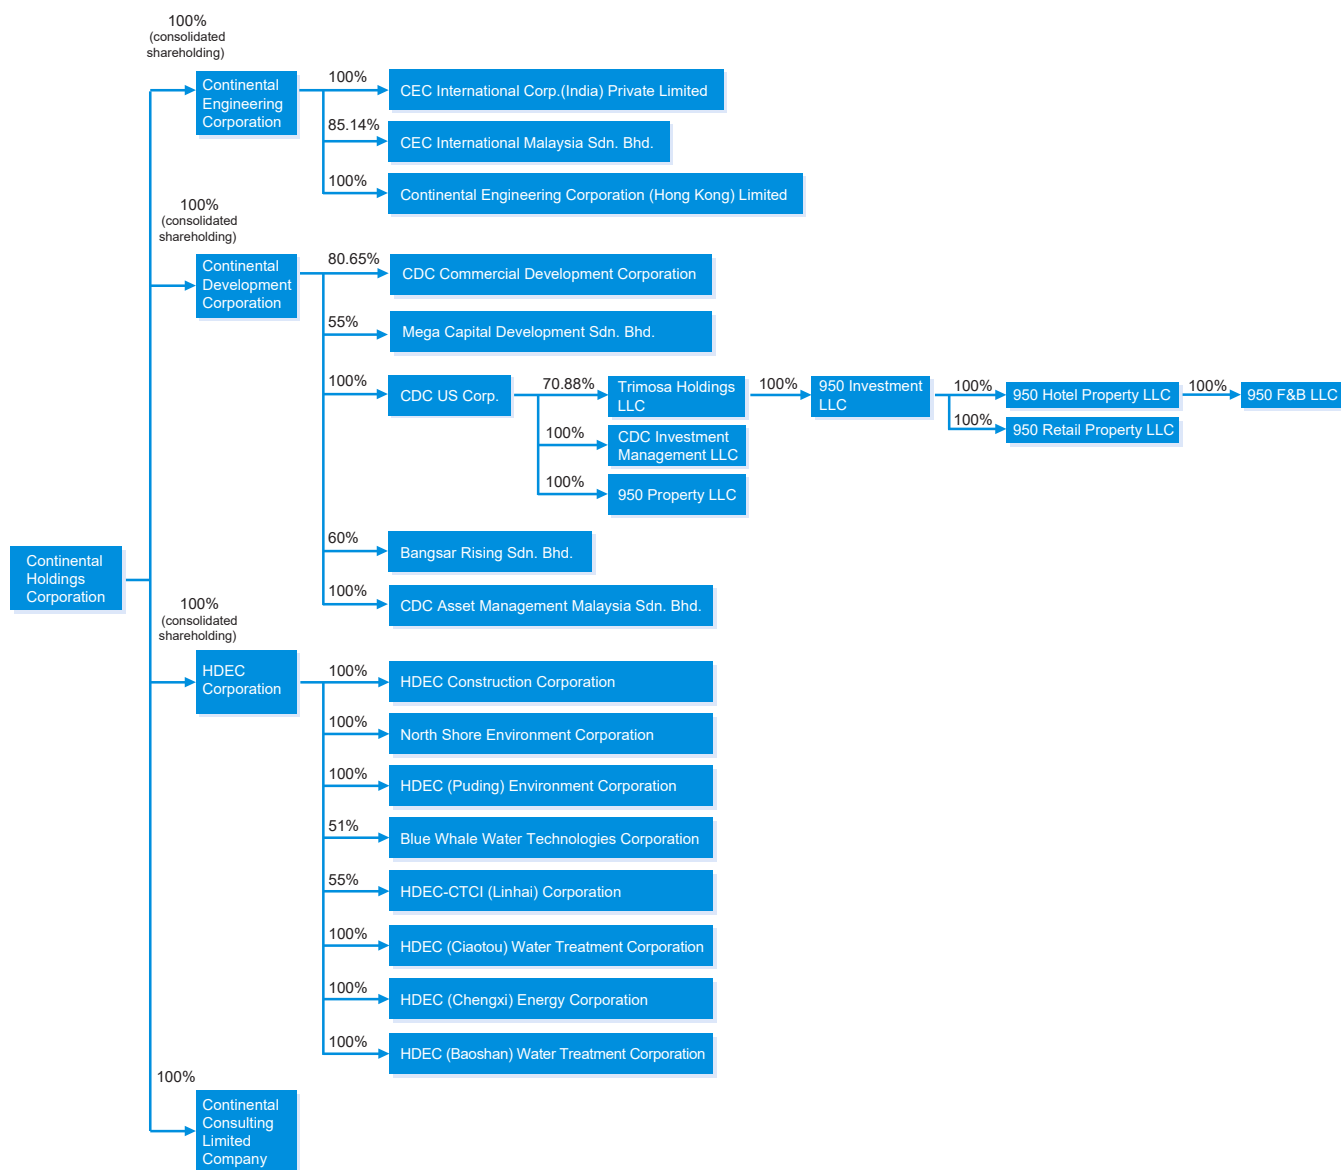 100%
(consolidated
shareholding)
Continental
Engineering
Corporation
100%
CEC International Corp.(India) Private Limited
85.14%
CEC International Malaysia Sdn. Bhd.
100%
Continental Engineering Corporation (Hong Kong) Limited
100%
(consolidated
shareholding)
Continental
Development
Corporation
80.65%
CDC Commercial Development Corporation
55%
Mega Capital Development Sdn. Bhd.
100%
CDC US Corp.
70.88%
Trimosa Holdings
LLC
100%
950 Investment
LLC
100%
950 Hotel Property LLC
100%
950 F&B LLC
100%
950 Retail Property LLC
100%
CDC Investment
Management LLC
100%
950 Property LLC
60%
Bangsar Rising Sdn. Bhd.
100%
CDC Asset Management Malaysia Sdn. Bhd.
Continental
Holdings
Corporation
100%
(consolidated
shareholding)
HDEC
Corporation
100%
HDEC Construction Corporation
100%
North Shore Environment Corporation
100%
HDEC (Puding) Environment Corporation
51%
Blue Whale Water Technologies Corporation
55%
HDEC-CTCI (Linhai) Corporation
100%
HDEC (Ciaotou) Water Treatment Corporation
100%
HDEC (Chengxi) Energy Corporation
100%
HDEC (Baoshan) Water Treatment Corporation
100%
Continental
Consulting
Limited
Company